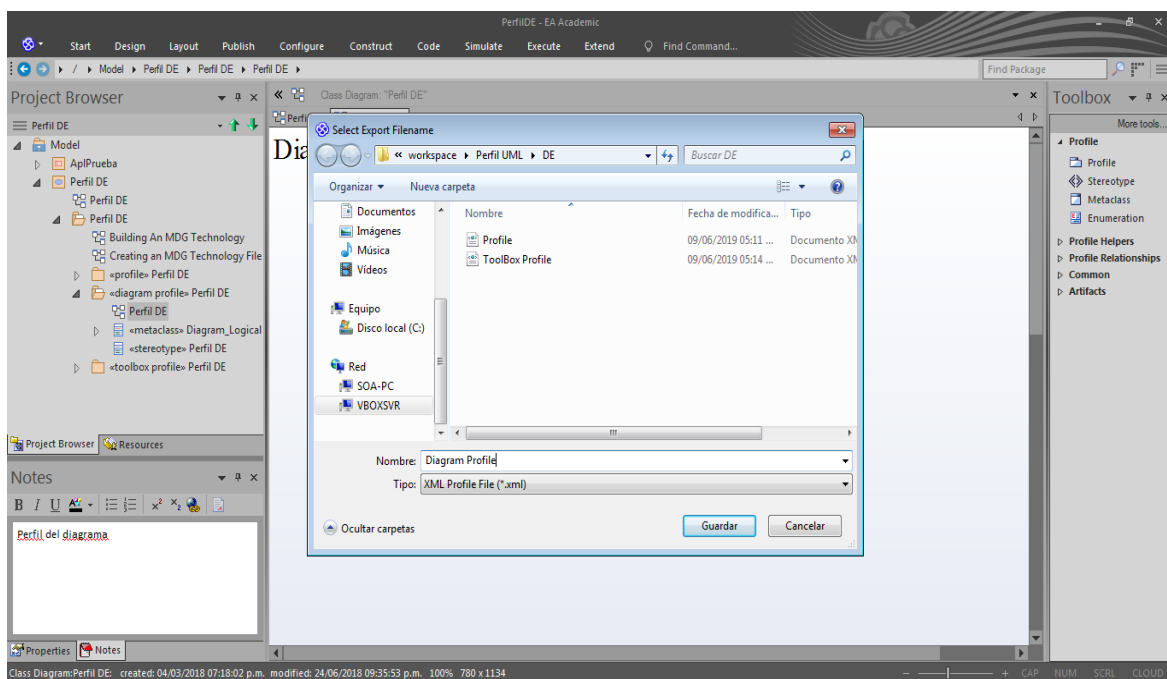 PerfilDE - EA Academic
Start Design Layout Publish Configure Construct Code Simulate Execute Extend Find Command...
/ Model Perfil DE Perfil DE Perfil DE Find Package
Project Browser
Perfil DE
Model
AplPrueba
Perfil DE
Perfil DE
Perfil DE
Building An MDG Technology
Creating an MDG Technology File
«profile» Perfil DE
«diagram profile» Perfil DE
Perfil DE
«metaclass» Diagram_Logical
«stereotype» Perfil DE
«toolbox profile» Perfil DE
Project Browser Resources
Notes
B I U x² x₂
Perfil del diagrama
Properties Notes
Class Diagram: "Perfil DE"
Perfi
Dia
Select Export Filename
« workspace Perfil UML DE Buscar DE
Organizar Nueva carpeta
Documentos
Imágenes
Música
Vídeos
Equipo
Disco local (C:)
Red
SOA-PC
VBOXSVR
Nombre Fecha de modifica... Tipo
Profile 09/06/2019 05:11 ... Documento XM
ToolBox Profile 09/06/2019 05:14 ... Documento XM
Nombre: Diagram Profile
Tipo: XML Profile File (*.xml)
Ocultar carpetas Guardar Cancelar
Toolbox
More tools...
Profile
Profile
Stereotype
Metaclass
Enumeration
Profile Helpers
Profile Relationships
Common
Artifacts
Class Diagram:Perfil DE: created: 04/03/2018 07:18:02 p.m. modified: 24/06/2018 09:35:53 p.m. 100% 780 x 1134 CAP NUM SCRL CLOUD